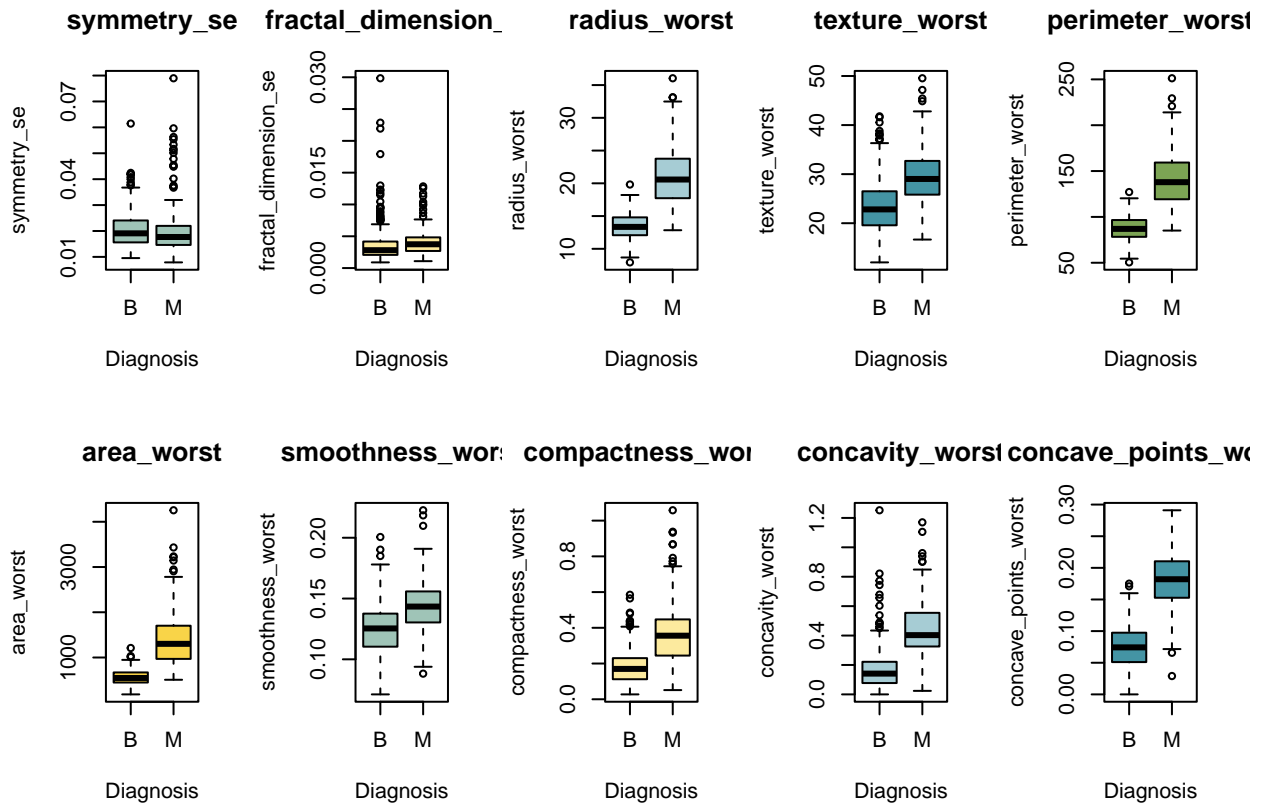 symmetry_se
symmetry_se
0.07
0.04
0.01
B M
Diagnosis
fractal_dimension_
fractal_dimension_se
0.030
0.015
0.000
B M
Diagnosis
radius_worst
radius_worst
30
20
10
B M
Diagnosis
texture_worst
texture_worst
50
40
30
20
B M
Diagnosis
perimeter_worst
perimeter_worst
250
150
50
B M
Diagnosis
area_worst
area_worst
3000
1000
B M
Diagnosis
smoothness_wors
smoothness_worst
0.20
0.15
0.10
B M
Diagnosis
compactness_wor
compactness_worst
0.8
0.4
0.0
B M
Diagnosis
concavity_worst
concavity_worst
1.2
0.8
0.4
0.0
B M
Diagnosis
concave_points_wo
concave_points_worst
0.30
0.20
0.10
0.00
B M
Diagnosis